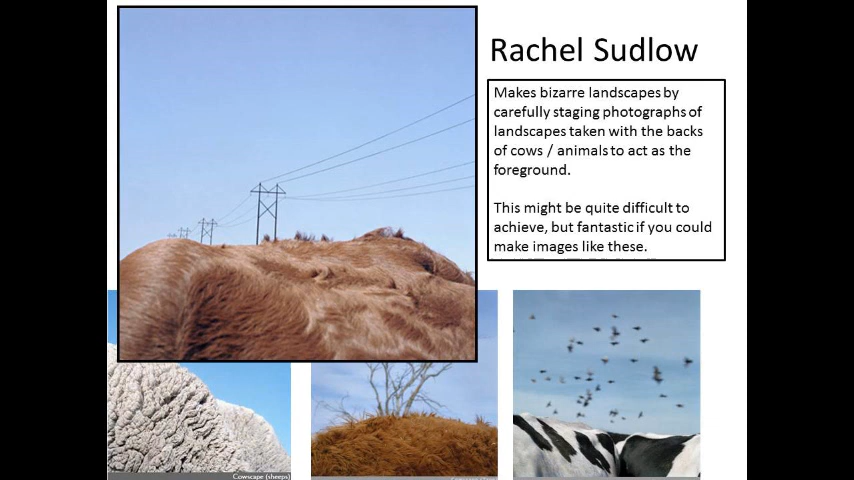 Rachel Sudlow
Makes bizarre landscapes by
carefully staging photographs of
landscapes taken with the backs
of cows / animals to act as the
foreground.
This might be quite difficult to
achieve, but fantastic if you could
make images like these.
Cowscape (sheeps)